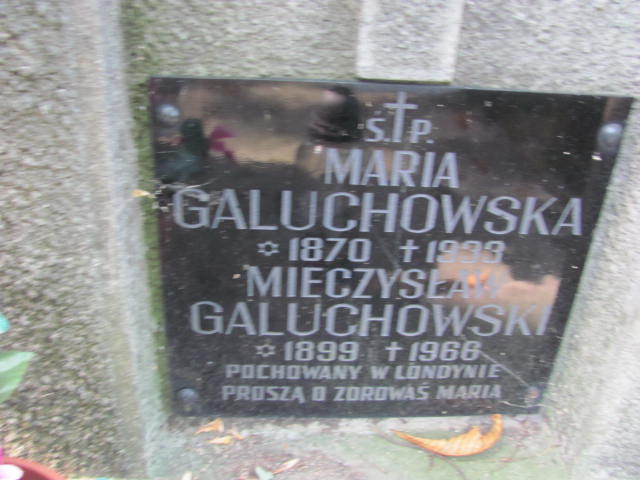 Ś.†P.
MARIA
GALUCHOWSKA
✡ 1870 † 1933
MIECZYSŁAW
GALUCHOWSKI
✡ 1899 † 1966
POCHOWANY W LONDYNIE
PROSZĄ O ZDROWAŚ MARIA